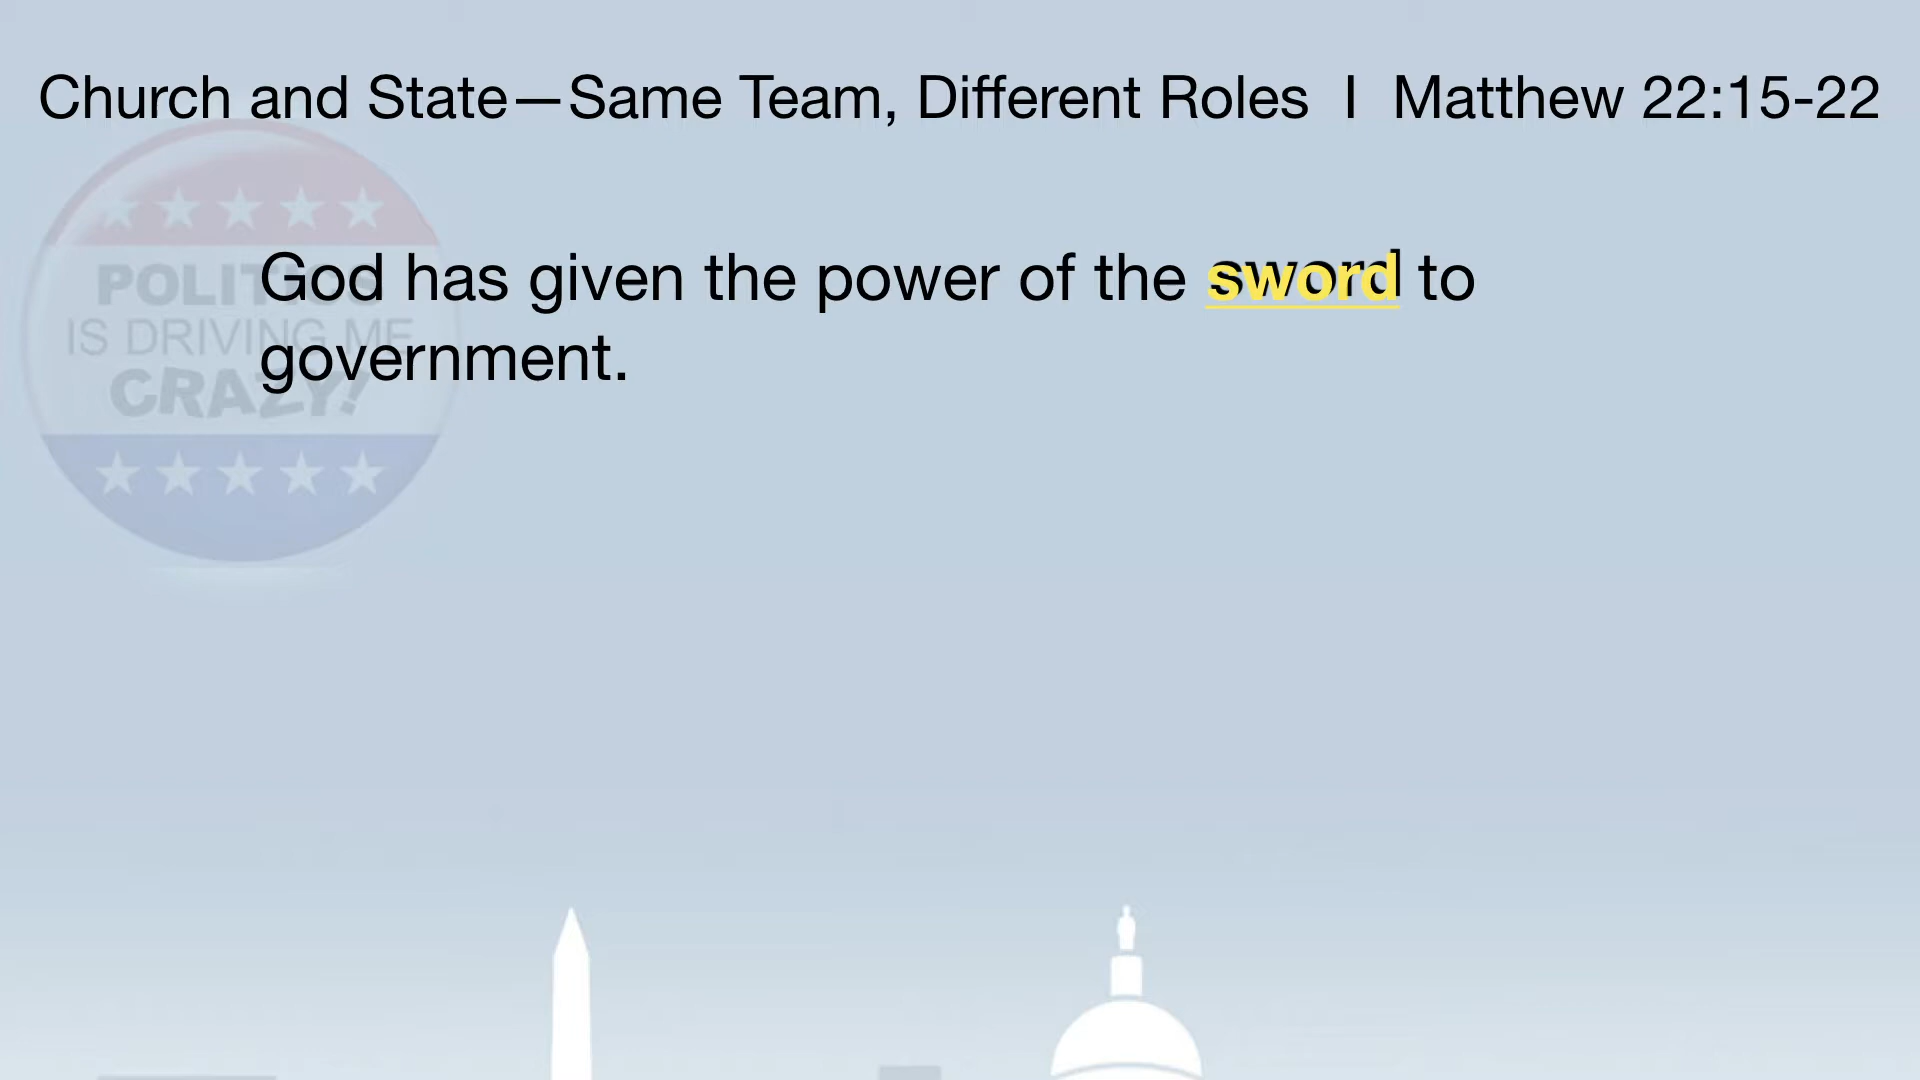 Church and State—Same Team, Different Roles I Matthew 22:15-22
God has given the power of the sword to
government.
POLITICS
IS DRIVING ME
CRAZY!